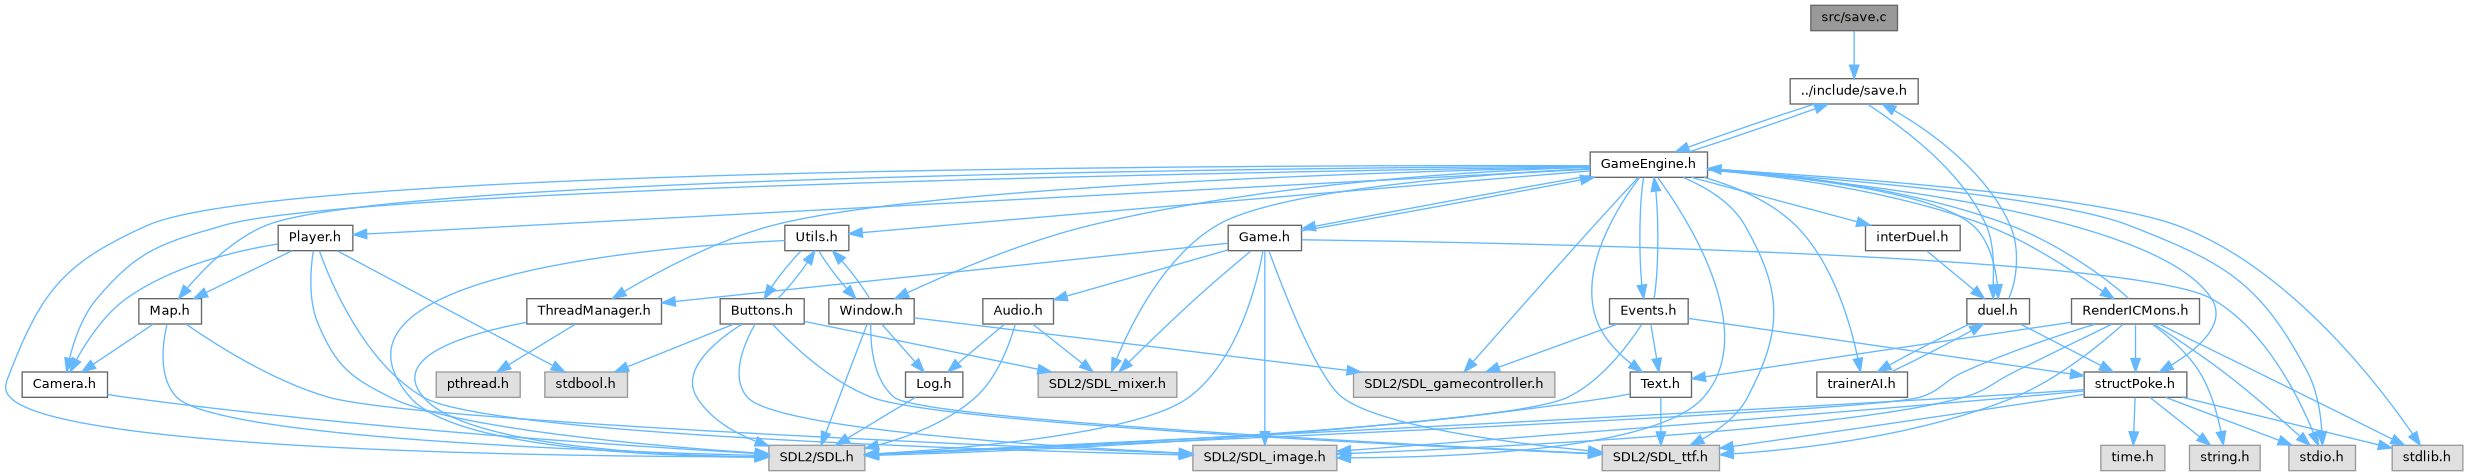 src/save.c
../include/save.h
GameEngine.h
Player.h
Utils.h
Game.h
interDuel.h
Map.h
ThreadManager.h
Buttons.h
Window.h
Audio.h
Events.h
duel.h
RenderICMons.h
Camera.h
pthread.h
stdbool.h
Log.h
SDL2/SDL_mixer.h
SDL2/SDL_gamecontroller.h
Text.h
trainerAI.h
structPoke.h
SDL2/SDL.h
SDL2/SDL_image.h
SDL2/SDL_ttf.h
time.h
string.h
stdio.h
stdlib.h